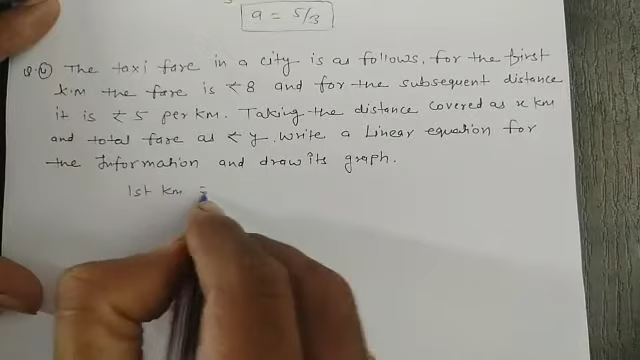 a = 5/3
Q.4 The taxi fare in a city is as follows, for the first
k.m the fare is ₹ 8 and for the subsequent distance
it is ₹ 5 per km. Taking the distance covered as x km
and total fare as ₹ y. Write a Linear equation for
the Information and draw its graph.
1st km =